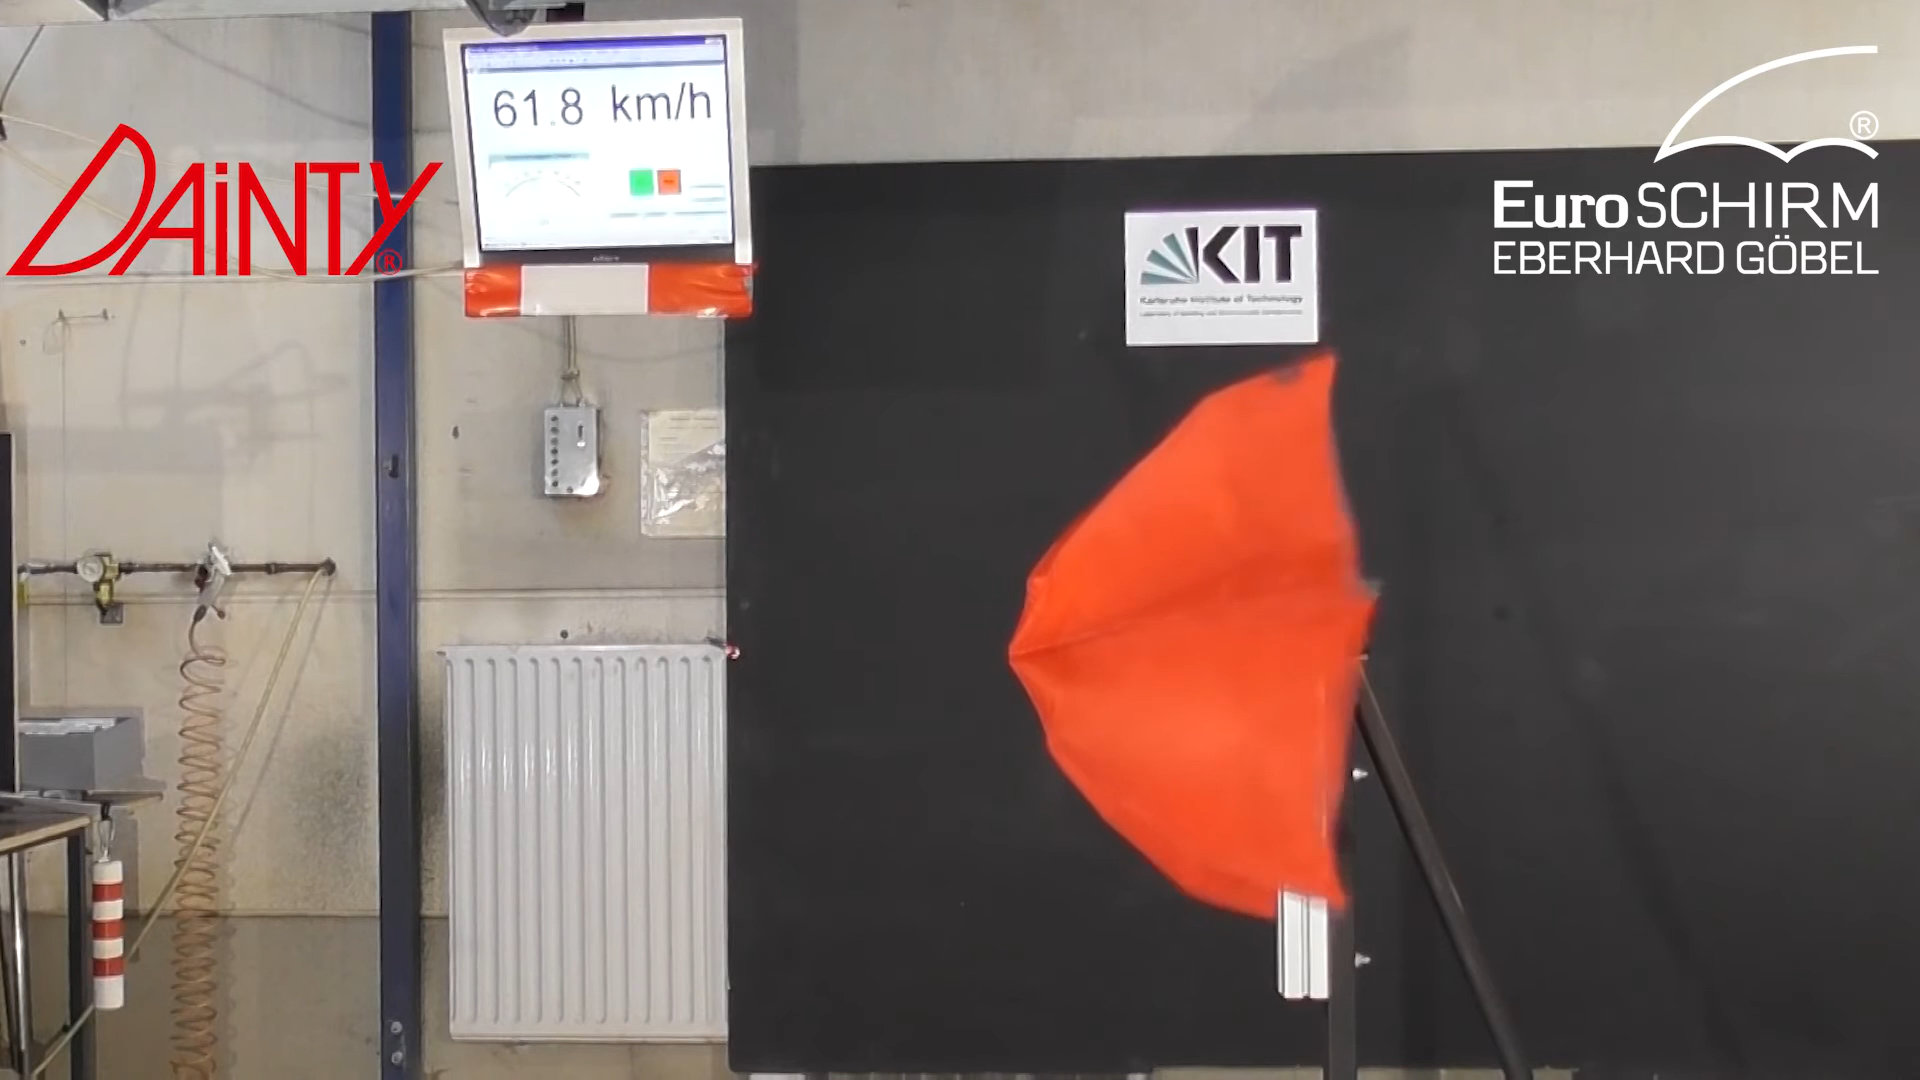 61.8 km/h
DAiNTY®
®
EuroSCHIRM
EBERHARD GÖBEL
KIT
Karlsruhe Institute of Technology